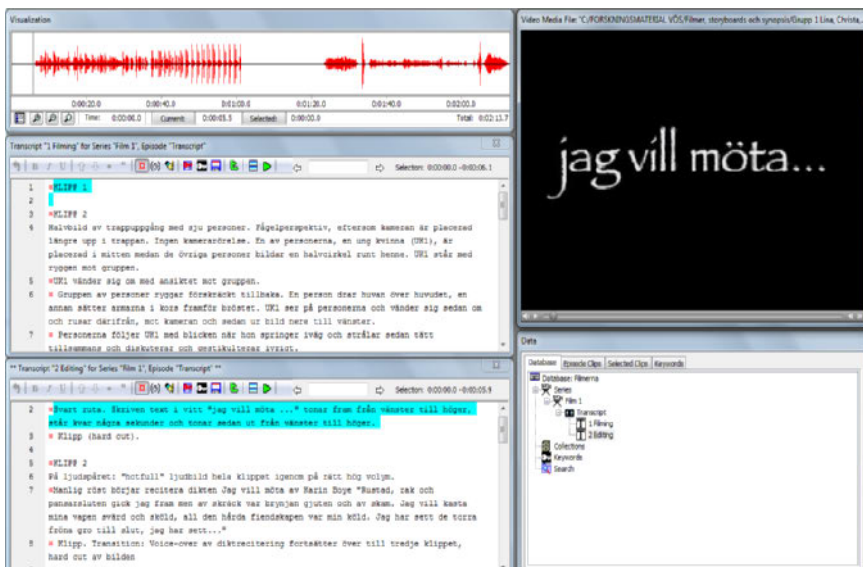 Visualization
0:00:20.0 0:00:40.0 0:01:00.0 0:01:20.0 0:01:40.0 0:02:00.0
Time: 0:00:00.0 Current: 0:00:05.5 Selected: 0:00:00.0 Total: 0:02:13.7
Transcript "1 Filming" for Series "Film 1", Episode "Transcript"
Selection: 0:00:00.0 -0:00:06.1
1 ¤KLIPP 1
2
3 ¤KLIPP 2
4 Halvbild av trappuppgång med sju personer. Fågelperspektiv, eftersom kameran är placerad
längre upp i trappan. Ingen kamerarörelse. En av personerna, en ung kvinna (UK1), är
placerad i mitten medan de övriga personer bildar en halvcirkel runt henne. UK1 står med
ryggen mot gruppen.
5 ¤UK1 vänder sig om med ansiktet mot gruppen.
6 ¤ Gruppen av personer ryggar förskräckt tillbaka. En person drar huvan över huvudet, en
annan sätter armarna i kors framför bröstet. UK1 ser på personerna och vänder sig sedan om
och rusar därifrån, mot kameran och sedan ur bild nere till vänster.
7 ¤ Personerna följer UK1 med blicken när hon springer iväg och strålar sedan tätt
tillsammans och diskuterar och gestikulerar ivrigt.
** Transcript "2 Editing" for Series "Film 1", Episode "Transcript" **
Selection: 0:00:00.0 -0:00:05.9
2 ¤Svart ruta. Skriven text i vitt "jag vill möta ..." tonar fram från vänster till höger,
står kvar några sekunder och tonar sedan ut från vänster till höger.
3 ¤ Klipp (hard cut).
4
5 ¤KLIPP 2
6 På ljudspåret: "hotfull" ljudbild hela klippet igenom på rätt hög volym.
7 ¤Manlig röst börjar recitera dikten Jag vill möta av Karin Boye "Rustad, rak och
pansarsluten gick jag fram men av skräck var brynjan gjuten och av skam. Jag vill kasta
mina vapen svärd och sköld, all den hårda fiendskapen var min köld. Jag har sett de torra
fröna gro till slut, jag har sett..."
8 ¤ Klipp. Transition: Voice-over av diktrecitering fortsätter över till tredje klippet,
hard cut av bilden
Video Media File: "C:/FORSKNINGSMATERIAL VÖS/Filmer, storyboards och synopsis/Grupp 1 Lina, Christa,...
jag vill möta...
Data
Database Episode Clips Selected Clips Keywords
Database: Filmerna
Series
Film 1
Transcript
1 Filming
2 Editing
Collections
Keywords
Search